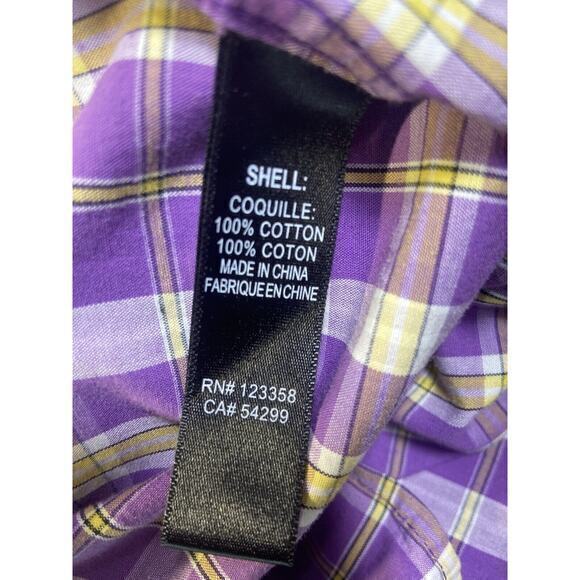 SHELL:
COQUILLE:
100% COTTON
100% COTON
MADE IN CHINA
FABRIQUE EN CHINE
RN# 123358
CA# 54299